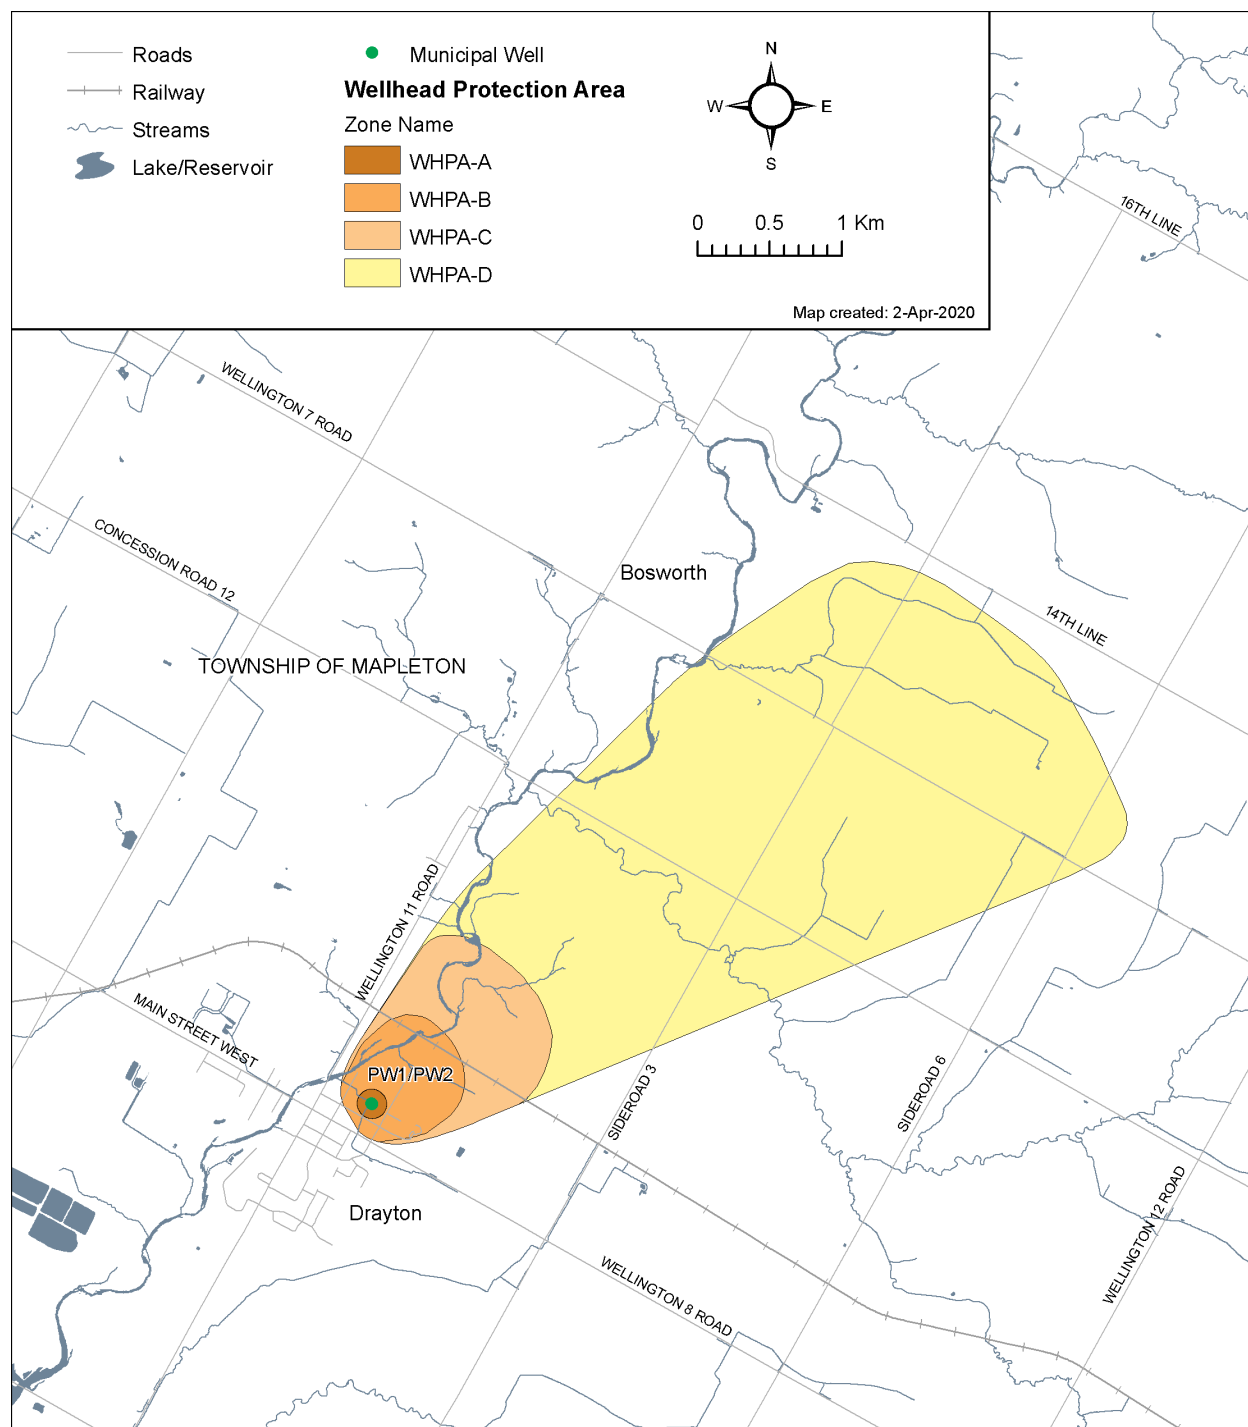 Roads
Railway
Streams
Lake/Reservoir
Municipal Well
Wellhead Protection Area
Zone Name
WHPA-A
WHPA-B
WHPA-C
WHPA-D
N
W E
S
0 0.5 1 Km
Map created: 2-Apr-2020
16TH LINE
WELLINGTON 7 ROAD
CONCESSION ROAD 12
Bosworth
14TH LINE
TOWNSHIP OF MAPLETON
WELLINGTON 11 ROAD
MAIN STREET WEST
PW1/PW2
SIDEROAD 3
SIDEROAD 6
WELLINGTON 12 ROAD
Drayton
WELLINGTON 8 ROAD